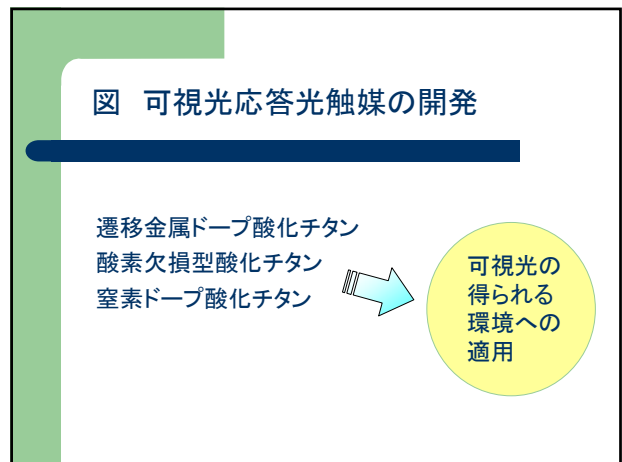 図　可視光応答光触媒の開発
遷移金属ドープ酸化チタン
酸素欠損型酸化チタン
窒素ドープ酸化チタン
可視光の
得られる
環境への
適用